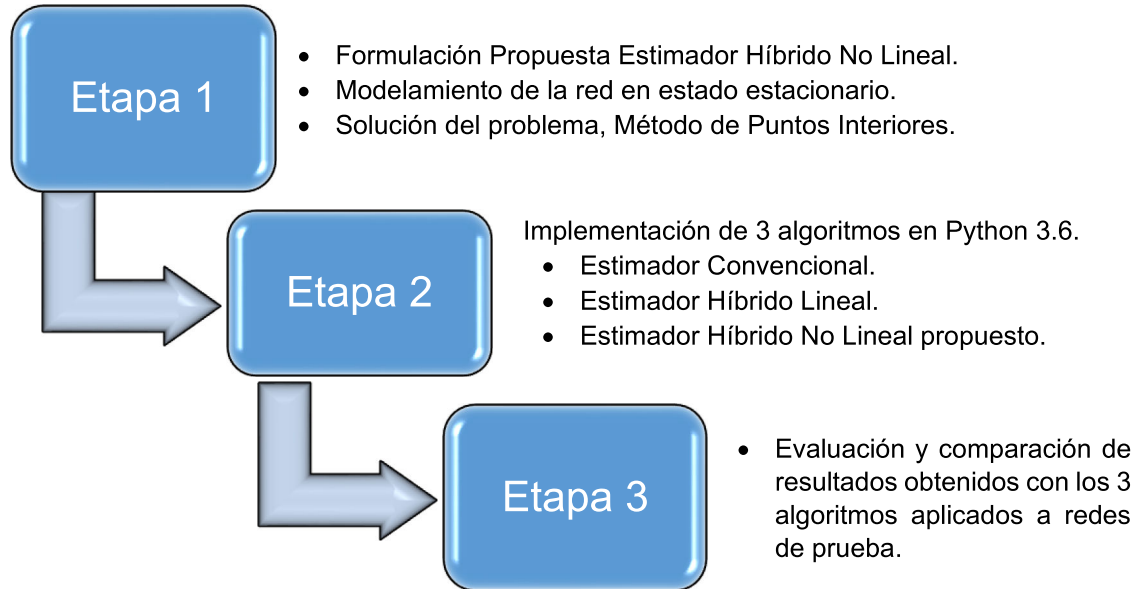 Etapa 1
• Formulación Propuesta Estimador Híbrido No Lineal.
• Modelamiento de la red en estado estacionario.
• Solución del problema, Método de Puntos Interiores.
Etapa 2
Implementación de 3 algoritmos en Python 3.6.
• Estimador Convencional.
• Estimador Híbrido Lineal.
• Estimador Híbrido No Lineal propuesto.
Etapa 3
• Evaluación y comparación de
resultados obtenidos con los 3
algoritmos aplicados a redes
de prueba.